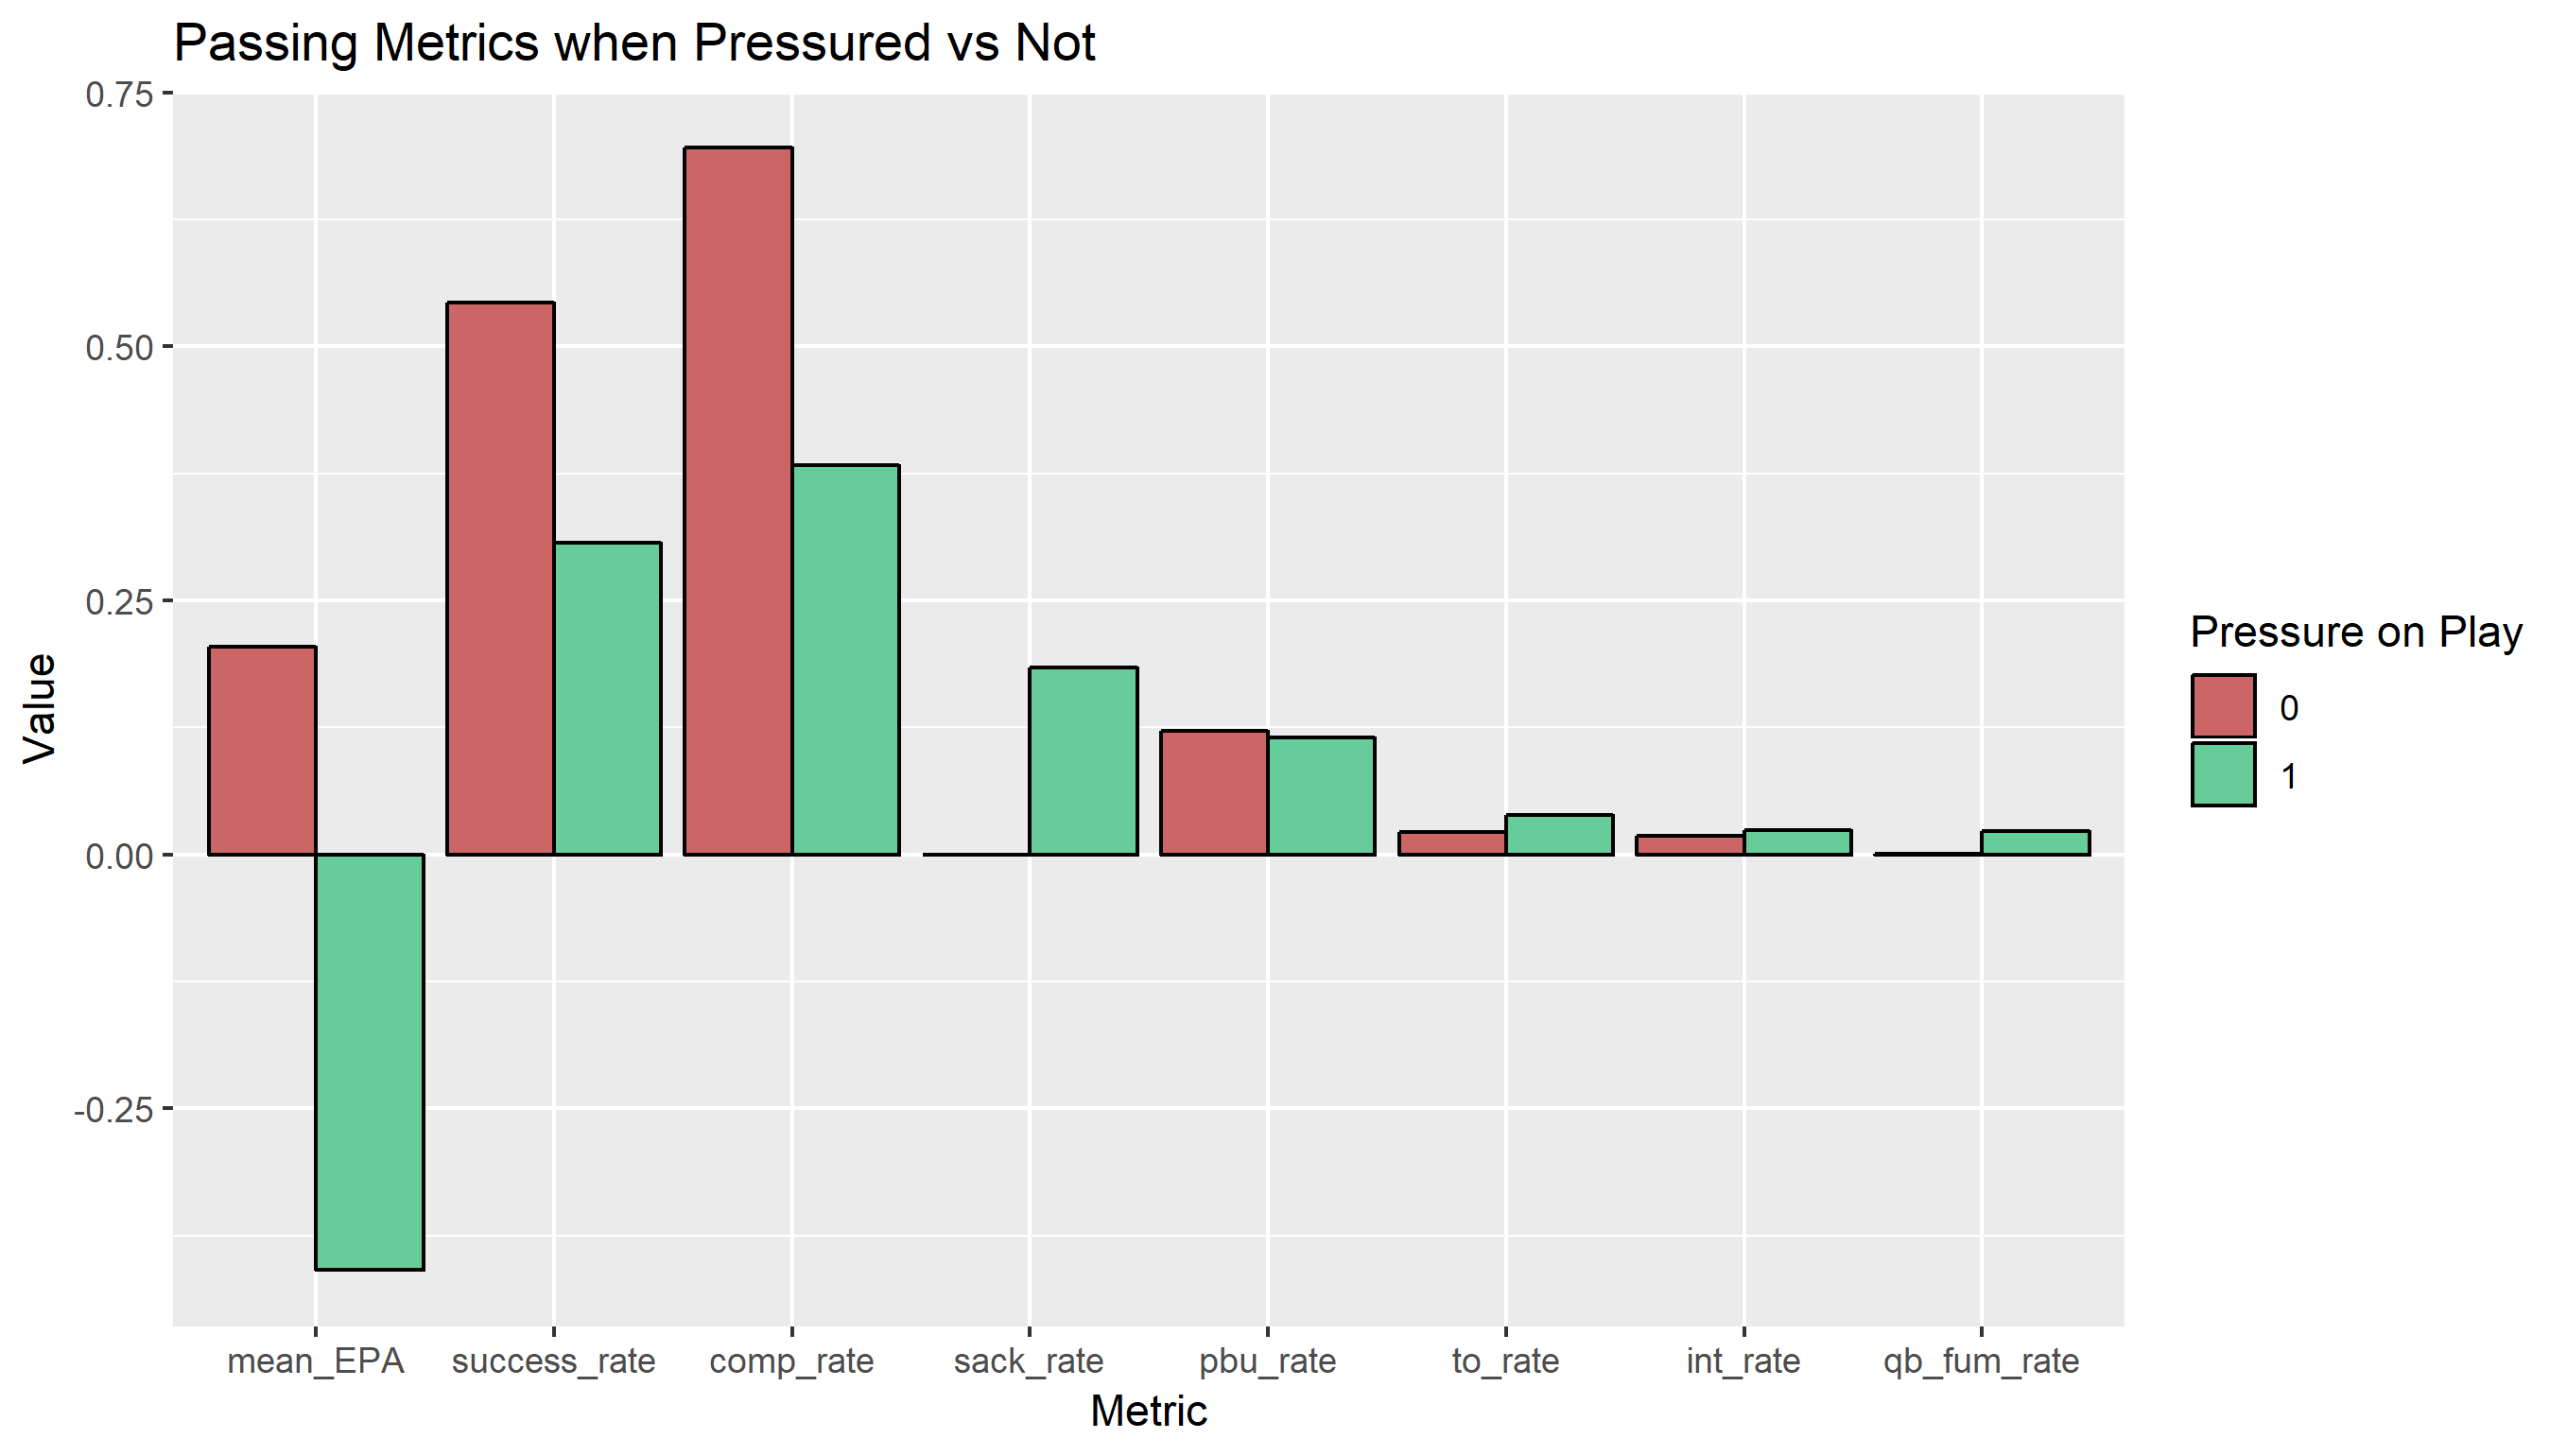 Passing Metrics when Pressured vs Not
Value
0.75
0.50
0.25
0.00
-0.25
mean_EPA success_rate comp_rate sack_rate pbu_rate to_rate int_rate qb_fum_rate
Metric
Pressure on Play
0
1